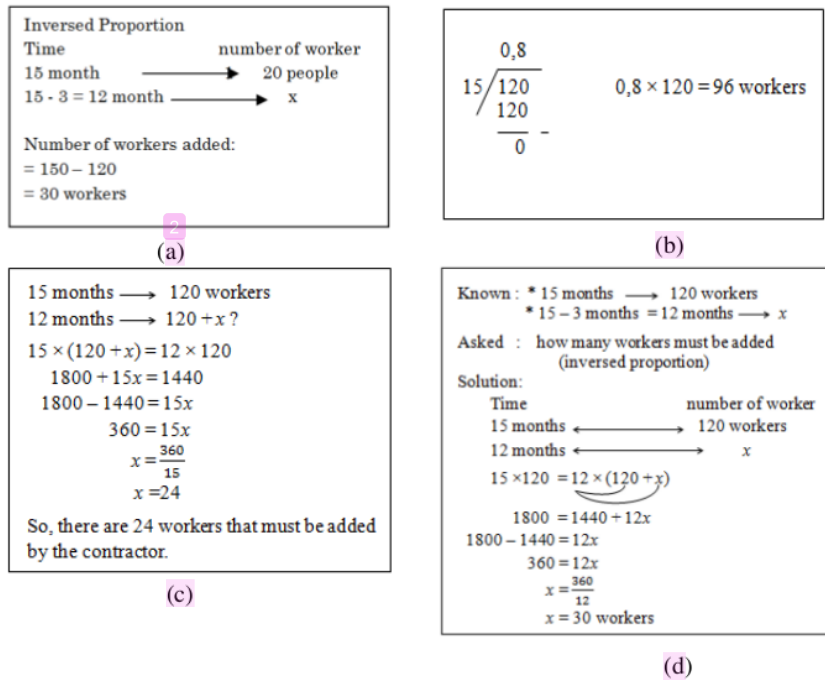 Inversed Proportion
Time number of worker
15 month 20 people
15 - 3 = 12 month x
Number of workers added:
= 150 – 120
= 30 workers
2
(a)
0,8
15 120 0,8 × 120 = 96 workers
120
–
0
(b)
15 months → 120 workers
12 months → 120 + x ?
15 × (120 + x) = 12 × 120
1800 + 15x = 1440
1800 – 1440 = 15x
360 = 15x
x = 360/15
x =24
So, there are 24 workers that must be added
by the contractor.
(c)
Known : * 15 months → 120 workers
* 15 – 3 months = 12 months → x
Asked : how many workers must be added
(inversed proportion)
Solution:
Time number of worker
15 months ↔ 120 workers
12 months ↔ x
15 ×120 = 12 × (120 + x)
1800 = 1440 + 12x
1800 – 1440 = 12x
360 = 12x
x = 360/12
x = 30 workers
(d)